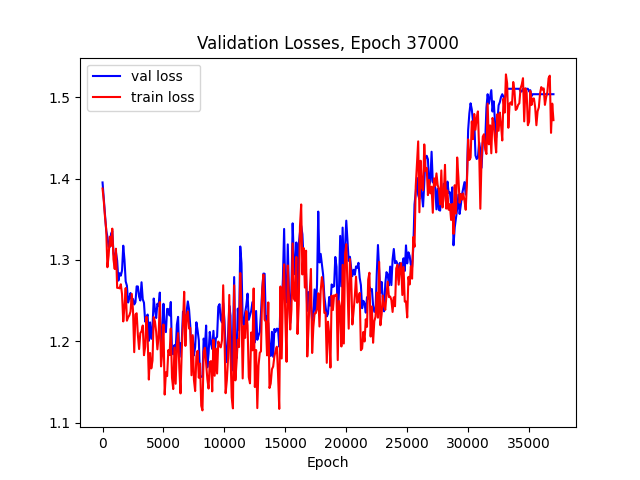 Validation Losses, Epoch 37000
val loss
train loss
1.5
1.4
1.3
1.2
1.1
0 5000 10000 15000 20000 25000 30000 35000
Epoch